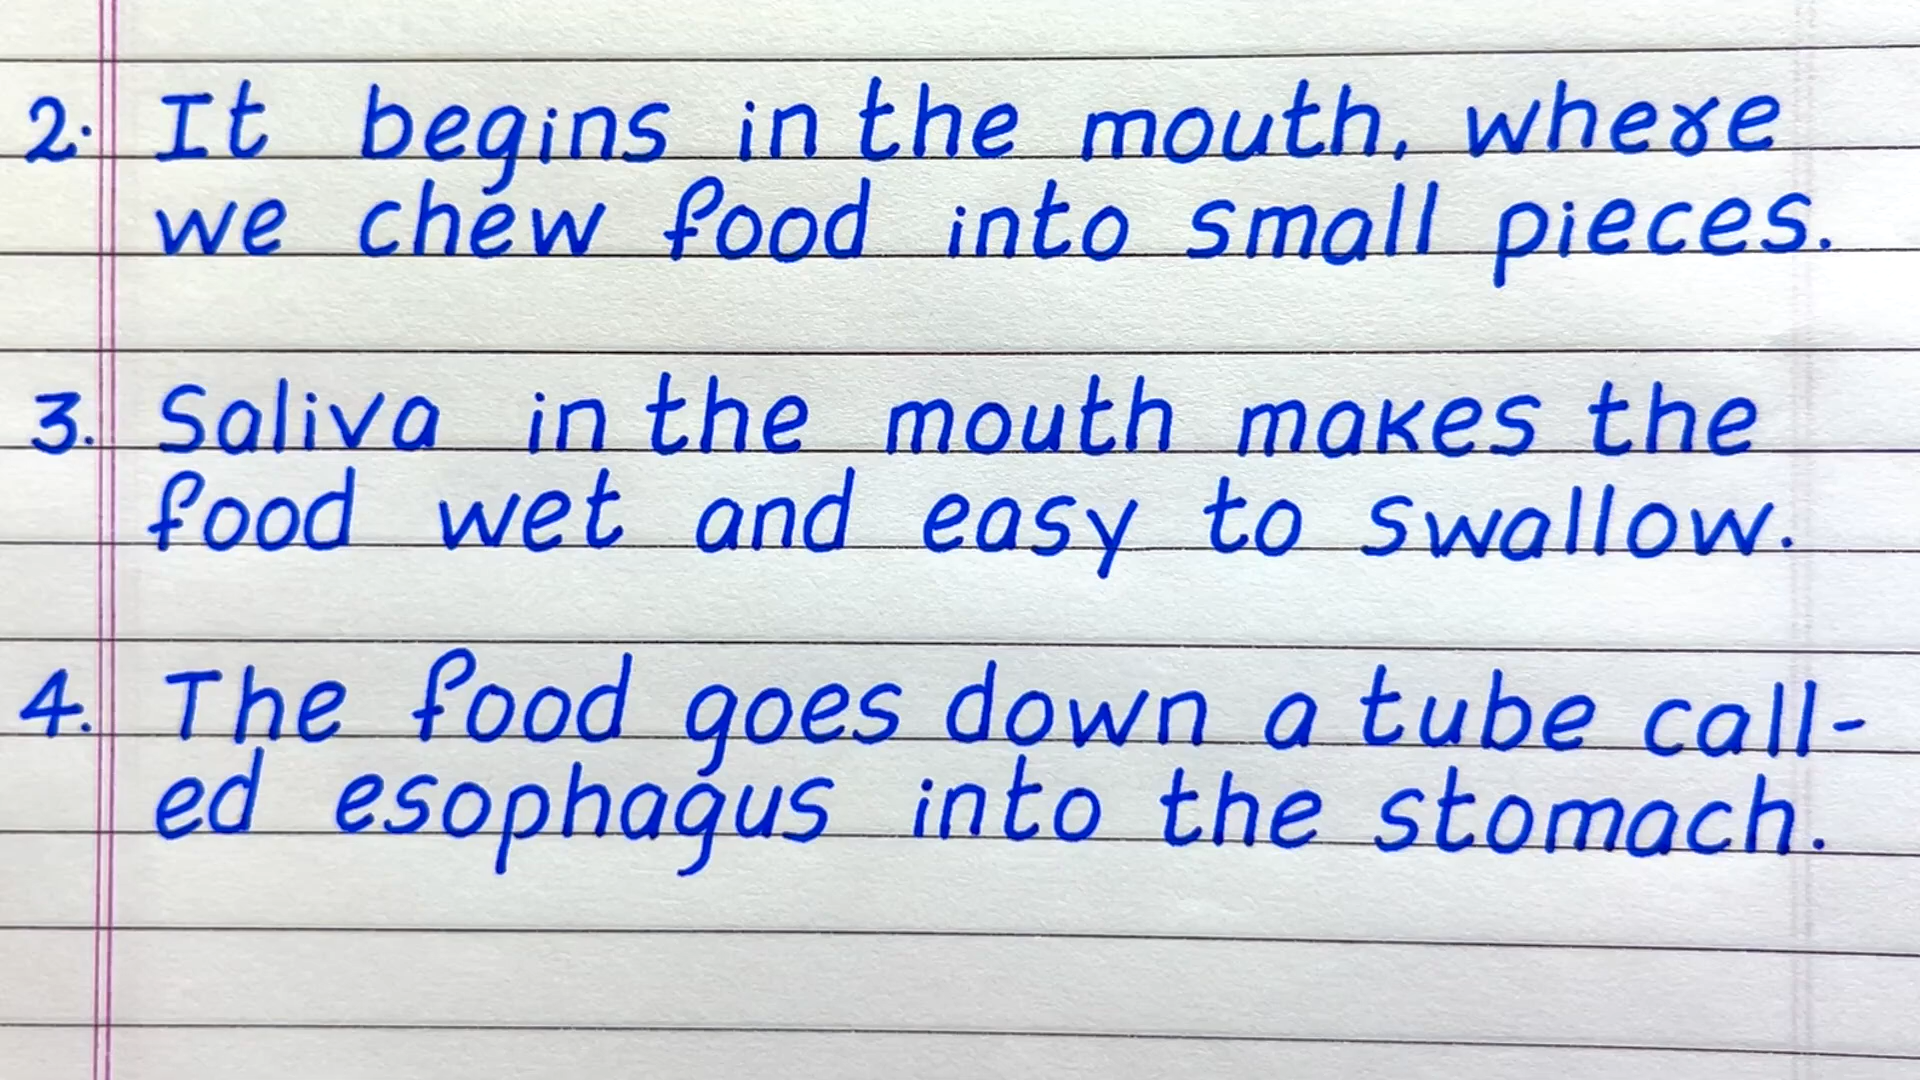 2. It begins in the mouth, where
we chew food into small pieces.
3. Saliva in the mouth makes the
food wet and easy to swallow.
4. The food goes down a tube call-
ed esophagus into the stomach.